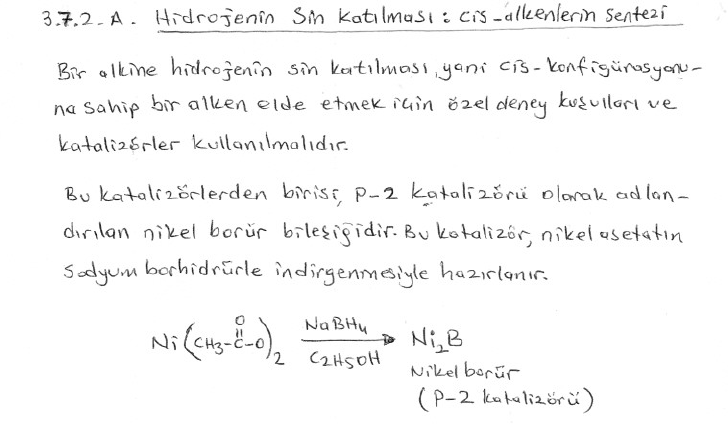 3.7.2-A. Hidrojenin Sin Katılması: cis-alkenlerin sentezi
Bir alkine hidrojenin sin katılması, yani cis-konfigürasyonu-
na sahip bir alken elde etmek için özel deney koşulları ve
katalizörler kullanılmalıdır.
Bu katalizörlerden birisi, P-2 katalizörü olarak adlan-
dırılan nikel borür bileşiğidir. Bu katalizör, nikel asetatın
Sodyum borhidrürle indirgenmesiyle hazırlanır.
Ni(CH3-C-O)2 NaBH4 Ni2B
O
C2H5OH
Nikel borür
(P-2 katalizörü)